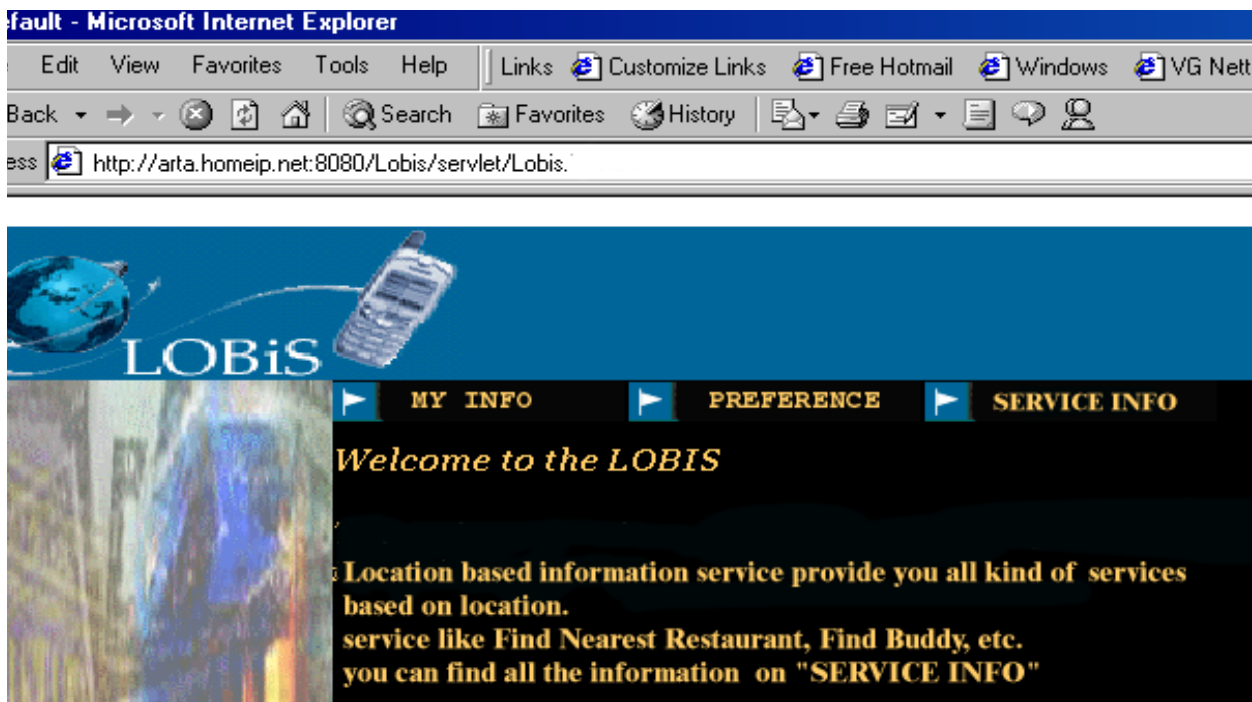 efault - Microsoft Internet Explorer
Edit View Favorites Tools Help Links Customize Links Free Hotmail Windows VG Nett
Back Search Favorites History
ess http://arta.homeip.net:8080/Lobis/servlet/Lobis.
LOBiS
MY INFO PREFERENCE SERVICE INFO
Welcome to the LOBIS
Location based information service provide you all kind of services
based on location.
service like Find Nearest Restaurant, Find Buddy, etc.
you can find all the information on "SERVICE INFO"